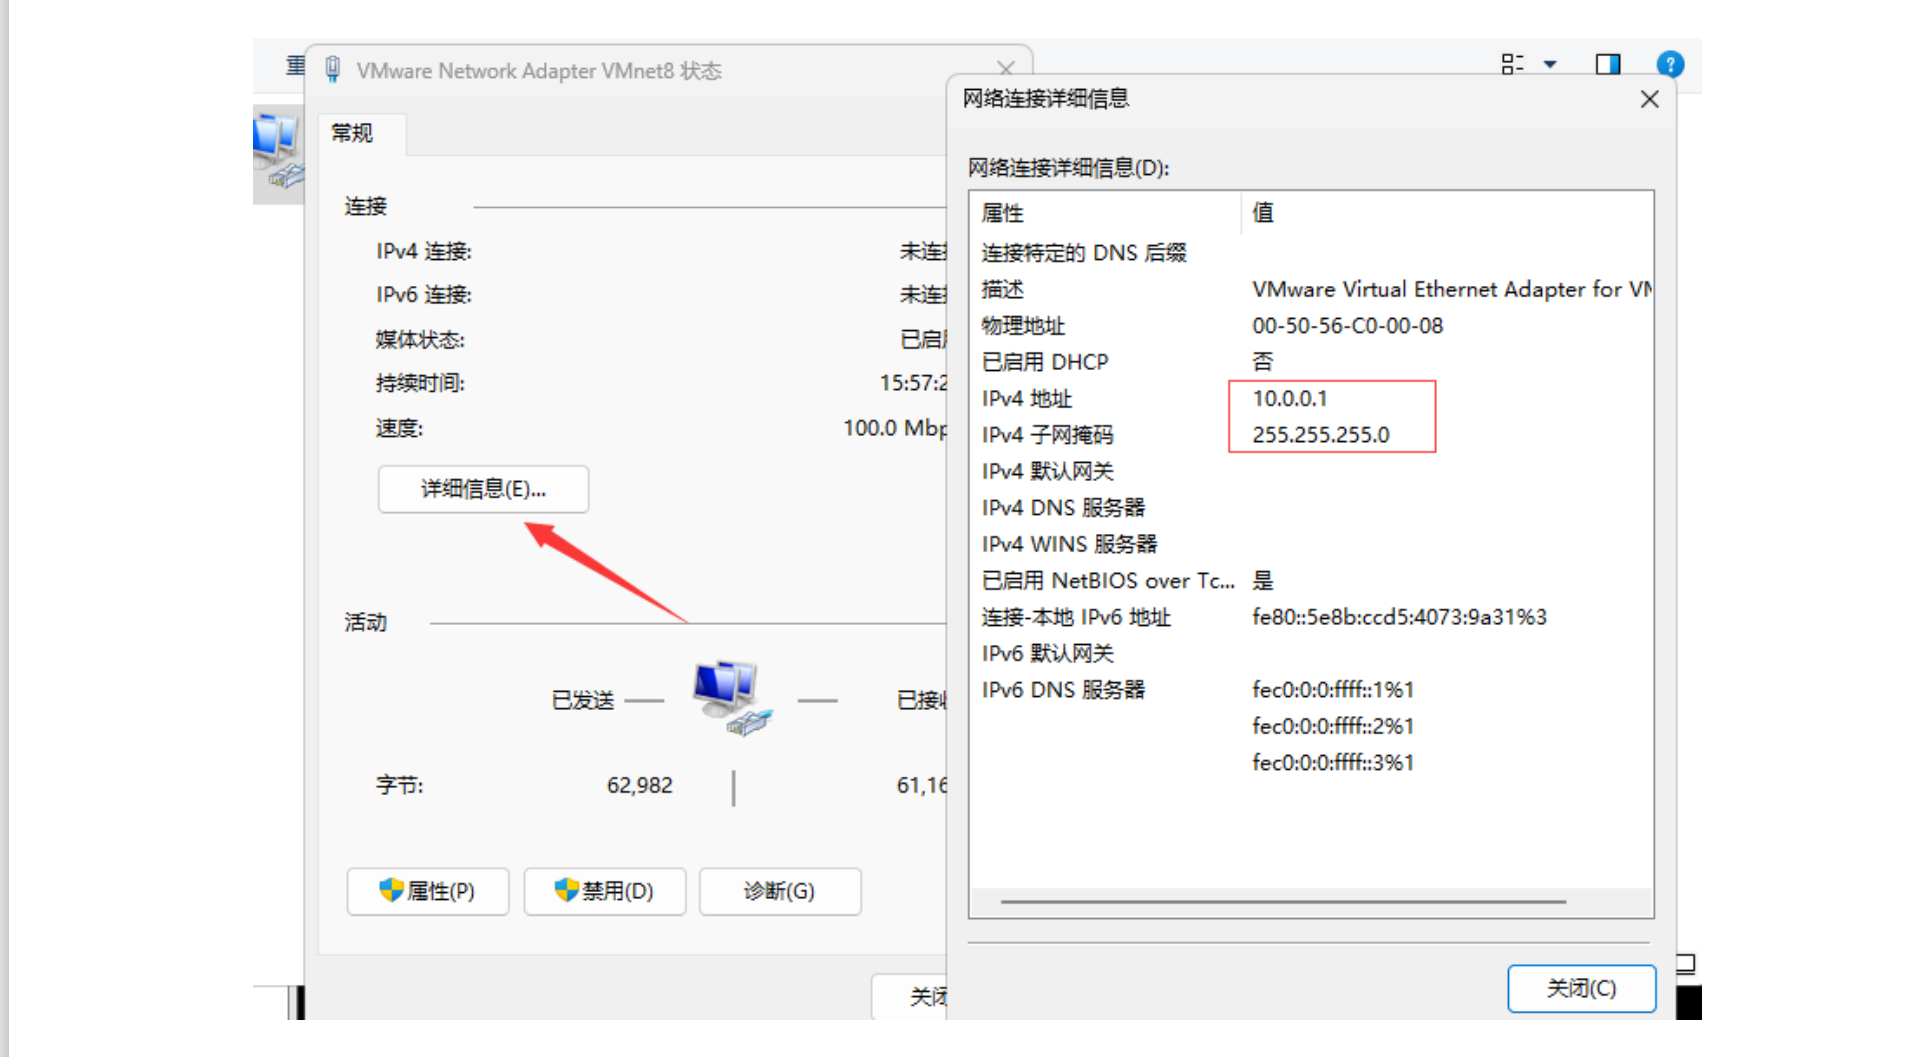 重
VMware Network Adapter VMnet8 状态
常规
连接
IPv4 连接:
未连
IPv6 连接:
未连
媒体状态:
已启
持续时间:
15:57:2
速度:
100.0 Mbp
详细信息(E)...
活动
已发送
已接
字节:
62,982
61,16
属性(P)
禁用(D)
诊断(G)
关闭
网络连接详细信息
网络连接详细信息(D):
属性 值
连接特定的 DNS 后缀
描述 VMware Virtual Ethernet Adapter for VM
物理地址 00-50-56-C0-00-08
已启用 DHCP 否
IPv4 地址 10.0.0.1
IPv4 子网掩码 255.255.255.0
IPv4 默认网关
IPv4 DNS 服务器
IPv4 WINS 服务器
已启用 NetBIOS over Tc... 是
连接-本地 IPv6 地址 fe80::5e8b:ccd5:4073:9a31%3
IPv6 默认网关
IPv6 DNS 服务器 fec0:0:0:ffff::1%1
fec0:0:0:ffff::2%1
fec0:0:0:ffff::3%1
关闭(C)